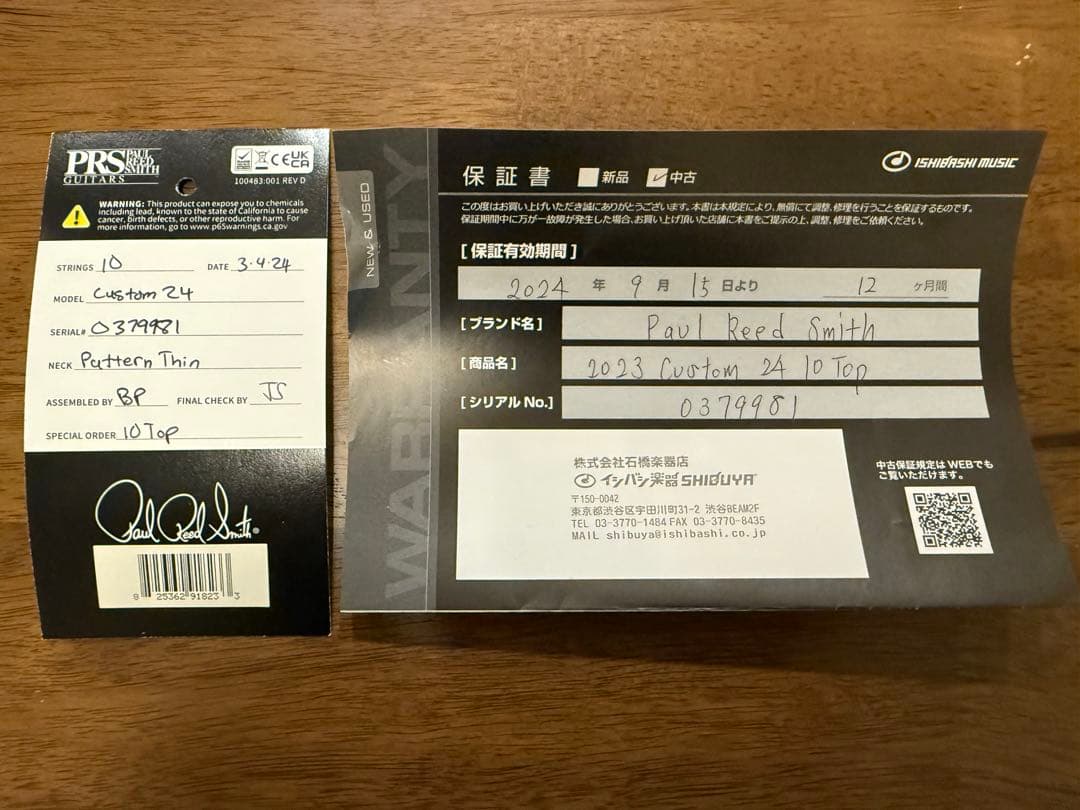 PRS PAUL REED SMITH
GUITARS
CE UKCA
100483:001 REV D
WARNING: This product can expose you to chemicals
including lead, known to the state of California to cause
cancer, birth defects, or other reproductive harm. For
more information, go to www.p65warnings.ca.gov
STRINGS 10 DATE 3.4.24
MODEL Custom 24
SERIAL# 0379981
NECK Pattern Thin
ASSEMBLED BY BP FINAL CHECK BY JS
SPECIAL ORDER 10 Top
Paul Reed Smith
8 25362 91823 3
WARRANTY
NEW & USED
保証書 新品 中古
ISHIBASHI MUSIC
この度はお買い上げいただき誠にありがとうございます。本書は本規定により、無償にて調整、修理を行うことを保証するものです。
保証期間中に万が一故障が発生した場合、お買い上げ頂いた店舗に本書をご提示の上、調整、修理をご依頼ください。
[保証有効期間]
2024 年 9 月 15 日より 12 ヶ月間
[ブランド名] Paul Reed Smith
[商品名] 2023 Custom 24 10 Top
[シリアルNo.] 0379981
株式会社石橋楽器店
イシバシ楽器 SHIBUYA
〒150-0042
東京都渋谷区宇田川町31-2 渋谷BEAM2F
TEL 03-3770-1484 FAX 03-3770-8435
MAIL shibuya@ishibashi.co.jp
中古保証規定はWEBでも
ご覧いただけます。